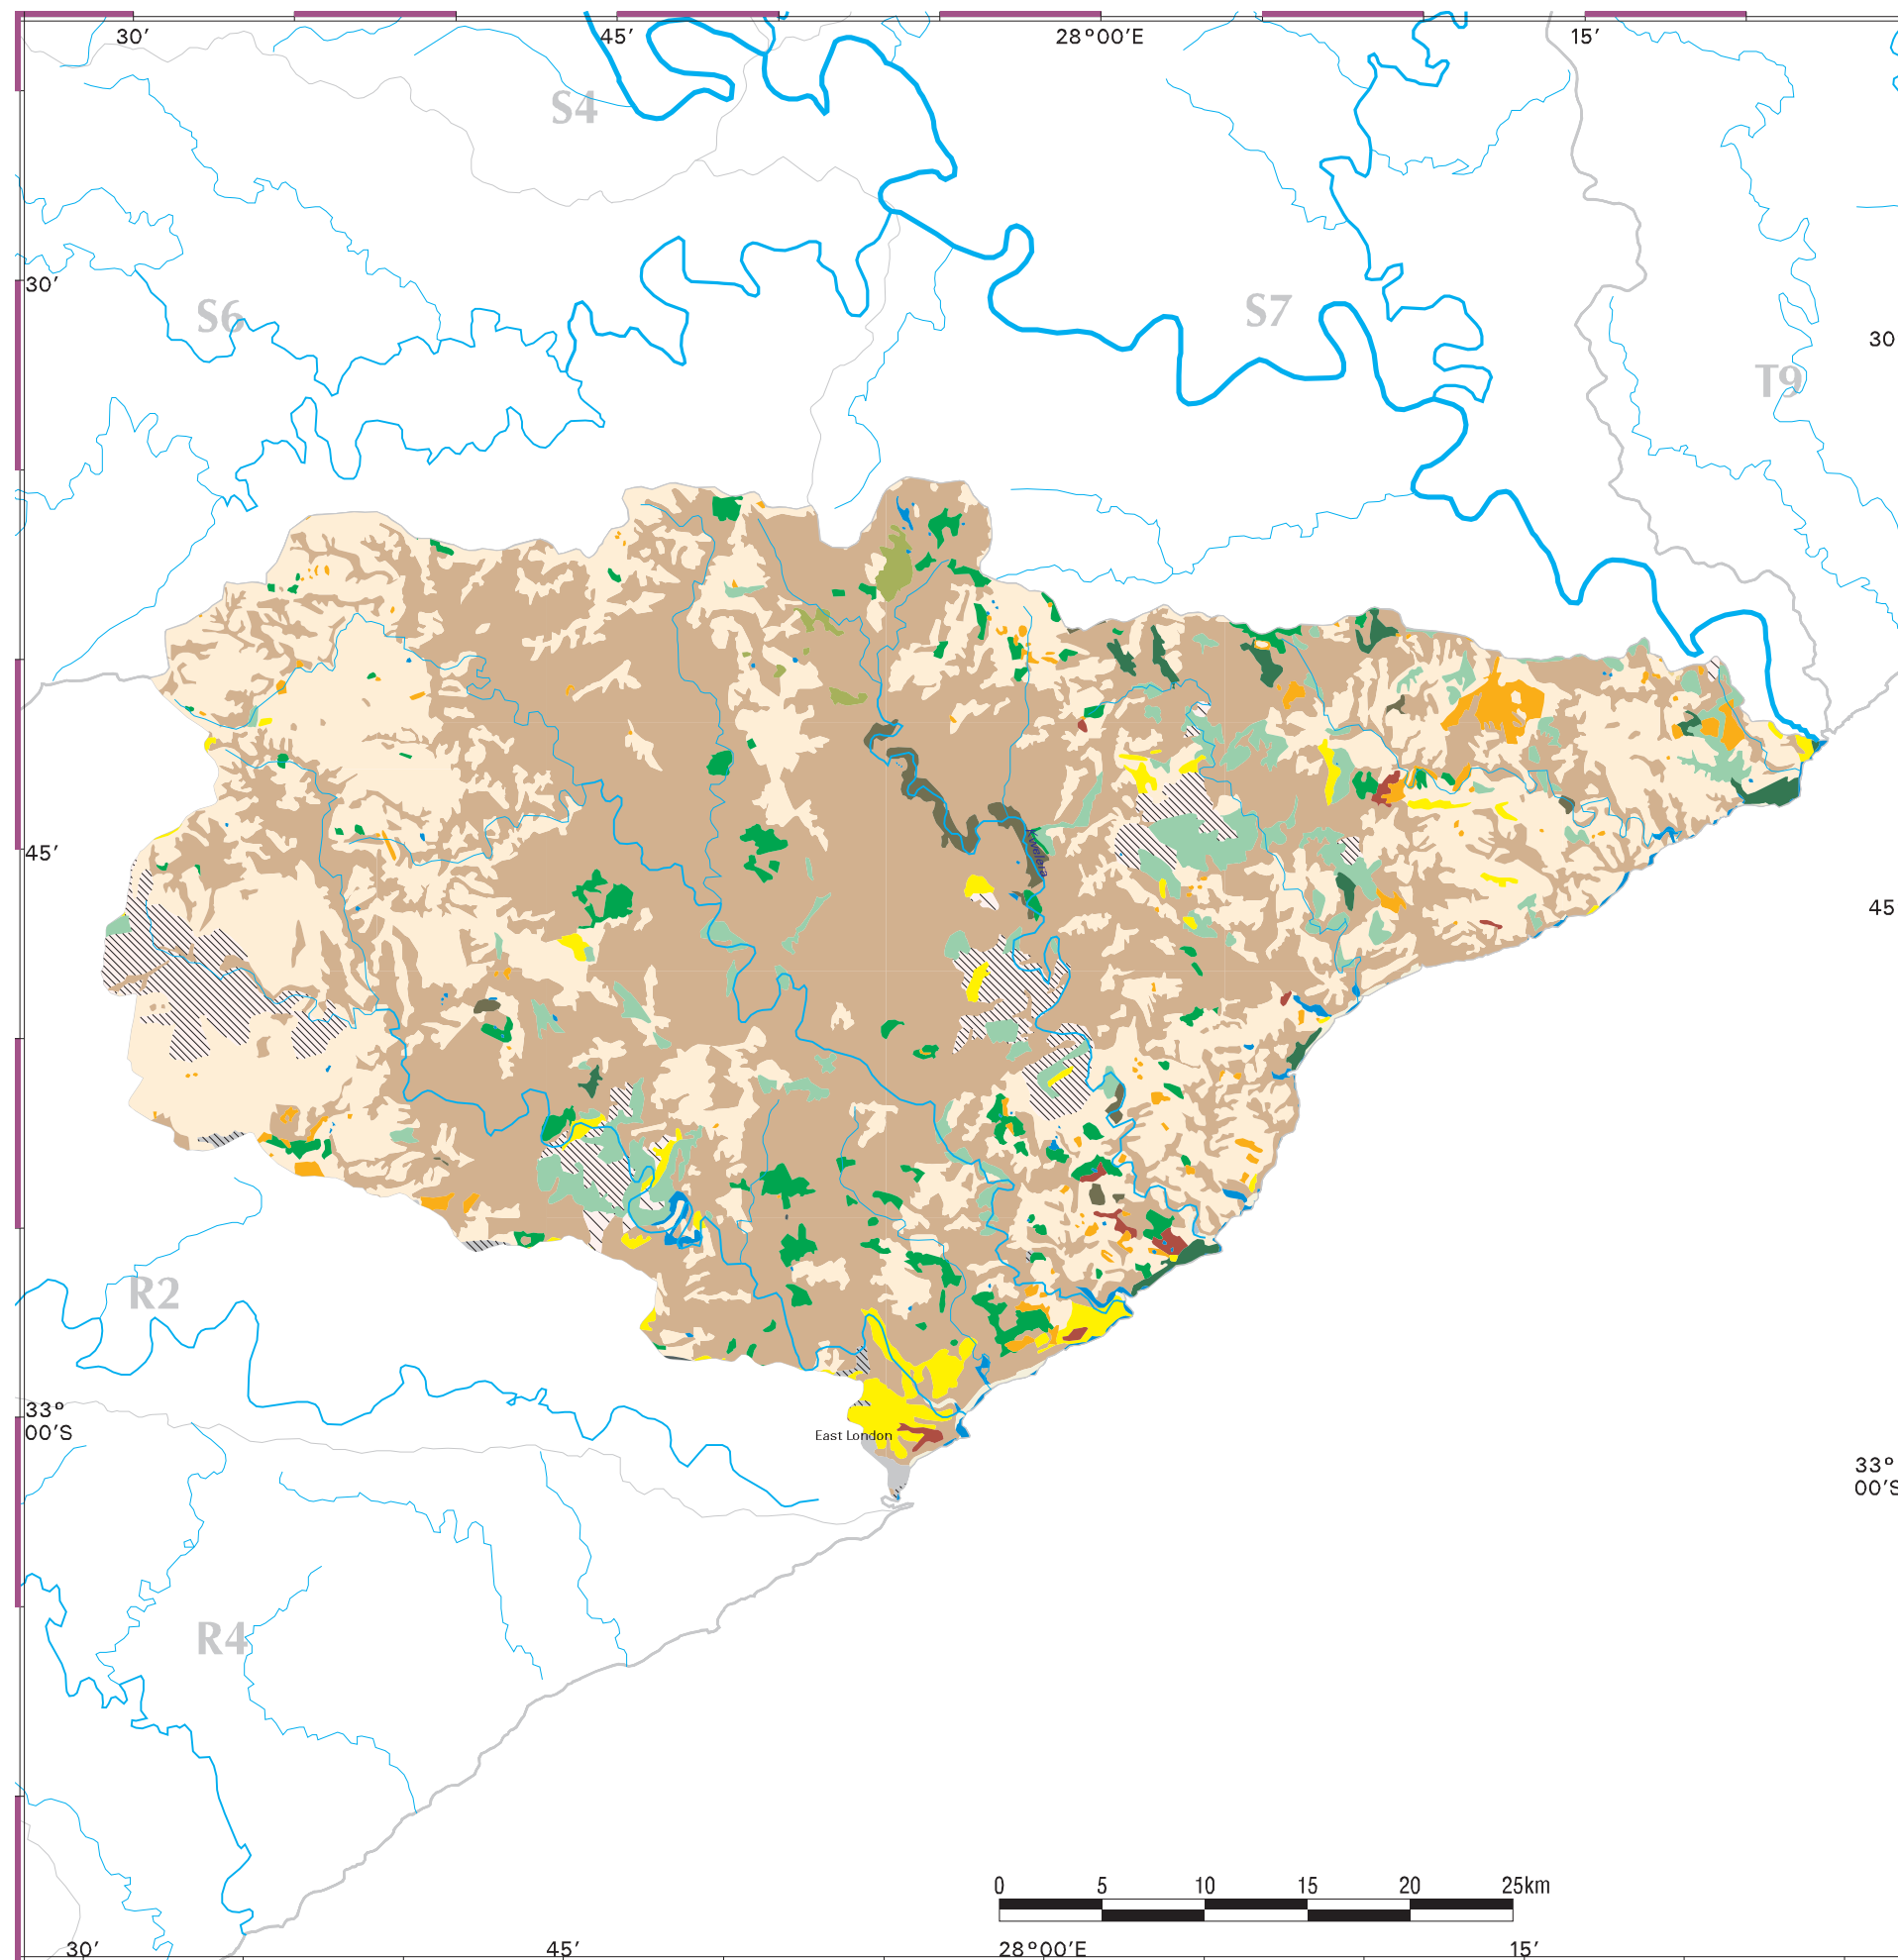 30′ 45′ 28°00′E 15′
S4
30′
S6
S7
30
T9
Kwelera
45′
45
R2
33°
00′S
East London
33°
00′S
R4
0 5 10 15 20 25km
30′ 45′ 28°00′E 15′